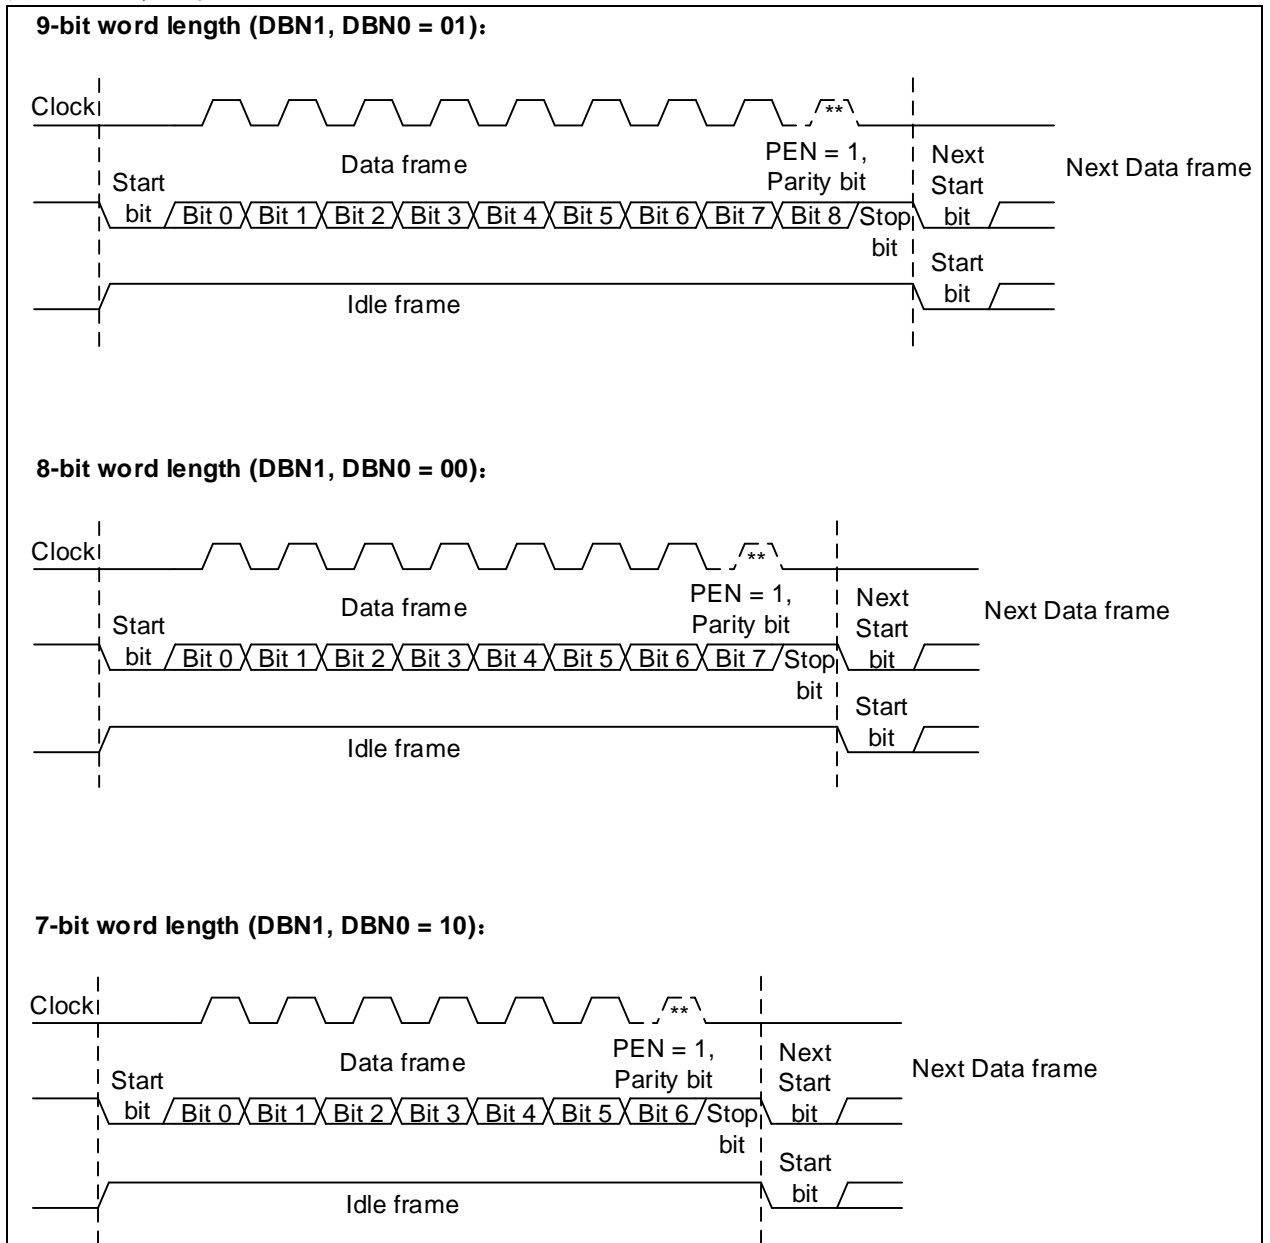 9-bit word length (DBN1, DBN0 = 01)：
Clock
**
Data frame
PEN = 1,
Parity bit
Next
Start
bit
Next Data frame
Start
bit
Bit 0
Bit 1
Bit 2
Bit 3
Bit 4
Bit 5
Bit 6
Bit 7
Bit 8
Stop
bit
Start
bit
Idle frame
8-bit word length (DBN1, DBN0 = 00)：
Clock
**
Data frame
PEN = 1,
Parity bit
Next
Start
bit
Next Data frame
Start
bit
Bit 0
Bit 1
Bit 2
Bit 3
Bit 4
Bit 5
Bit 6
Bit 7
Stop
bit
Start
bit
Idle frame
7-bit word length (DBN1, DBN0 = 10)：
Clock
**
Data frame
PEN = 1,
Parity bit
Next
Start
bit
Next Data frame
Start
bit
Bit 0
Bit 1
Bit 2
Bit 3
Bit 4
Bit 5
Bit 6
Stop
bit
Start
bit
Idle frame